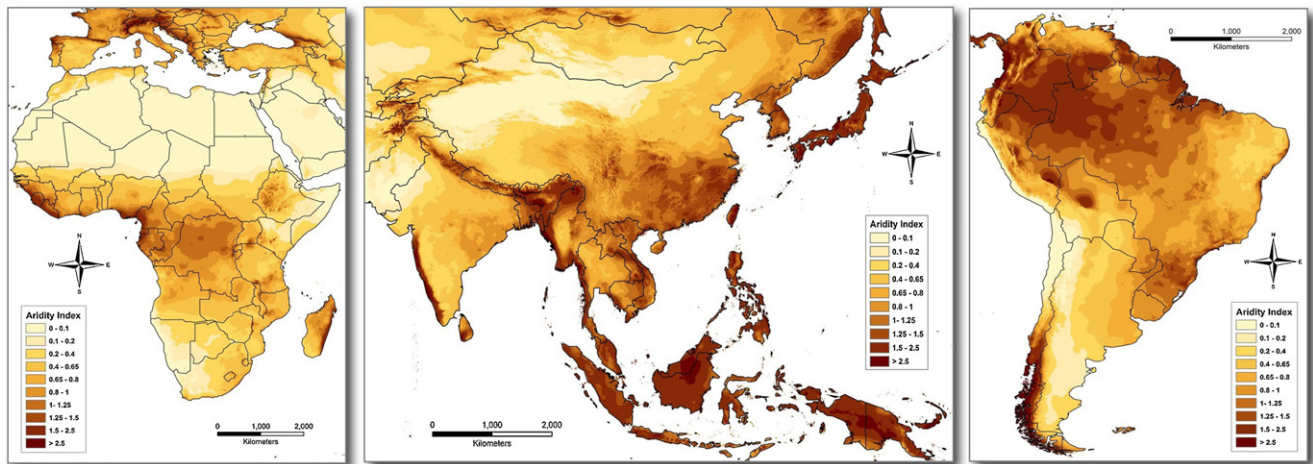 N
W E
S
Aridity Index
0 - 0.1
0.1 - 0.2
0.2 - 0.4
0.4 - 0.65
0.65 - 0.8
0.8 - 1
1- 1.25
1.25 - 1.5
1.5 - 2.5
> 2.5
0 1,000 2,000
Kilometers
N
W E
S
Aridity Index
0 - 0.1
0.1 - 0.2
0.2 - 0.4
0.4 - 0.65
0.65 - 0.8
0.8 - 1
1- 1.25
1.25 - 1.5
1.5 - 2.5
> 2.5
0 1,000 2,000
Kilometers
0 1,000 2,000
Kilometers
N
W E
S
Aridity Index
0 - 0.1
0.1 - 0.2
0.2 - 0.4
0.4 - 0.65
0.65 - 0.8
0.8 - 1
1- 1.25
1.25 - 1.5
1.5 - 2.5
> 2.5